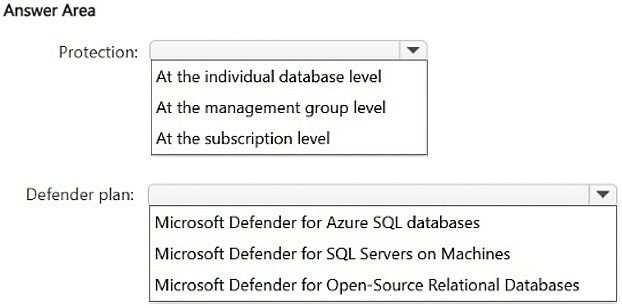 Answer Area
Protection:
At the individual database level
At the management group level
At the subscription level
Defender plan:
Microsoft Defender for Azure SQL databases
Microsoft Defender for SQL Servers on Machines
Microsoft Defender for Open-Source Relational Databases